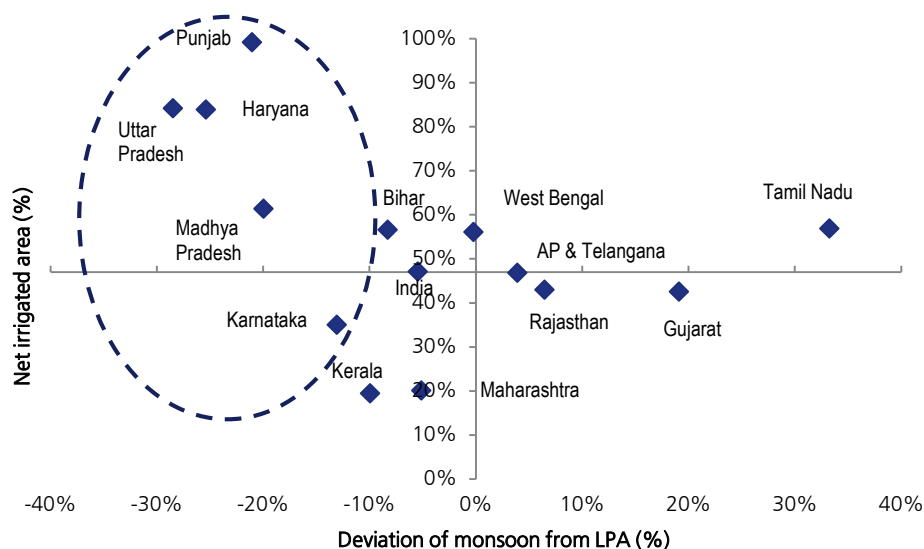 Punjab
100%
90%
Haryana
80%
Uttar
Pradesh
70%
Bihar
West Bengal
Tamil Nadu
60%
Madhya
Pradesh
50%
AP & Telangana
India
40%
Karnataka
Rajasthan
Gujarat
30%
Kerala
20%
Maharashtra
10%
0%
Net irrigated area (%)
-40%
-30%
-20%
-10%
0%
10%
20%
30%
40%
Deviation of monsoon from LPA (%)